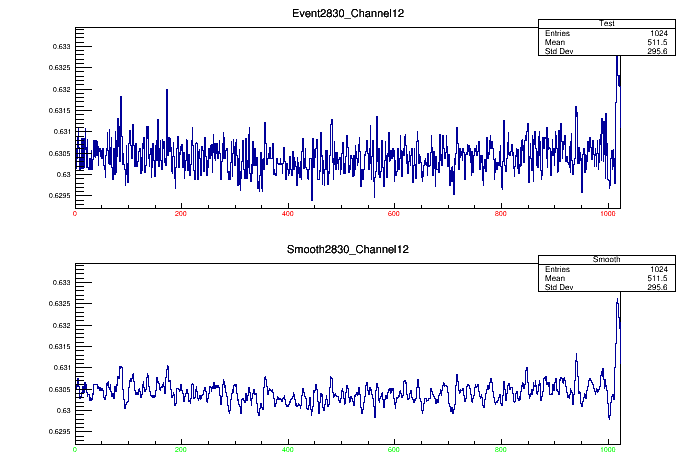 Event2830_Channel12
Test
Entries 1024
Mean 511.5
Std Dev 295.6
0.633
0.6325
0.632
0.6315
0.631
0.6305
0.63
0.6295
0 200 400 600 800 1000
Smooth2830_Channel12
Smooth
Entries 1024
Mean 511.5
Std Dev 295.6
0.633
0.6325
0.632
0.6315
0.631
0.6305
0.63
0.6295
0 200 400 600 800 1000